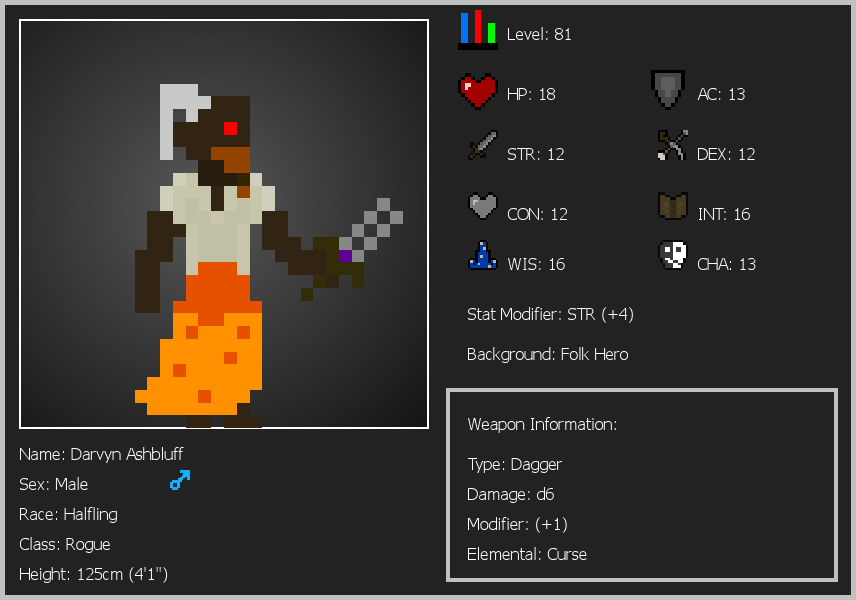 Level: 81
HP: 18
AC: 13
STR: 12
DEX: 12
CON: 12
INT: 16
WIS: 16
CHA: 13
Stat Modifier: STR (+4)
Background: Folk Hero
Weapon Information:
Type: Dagger
Damage: d6
Modifier: (+1)
Elemental: Curse
Name: Darvyn Ashbluff
Sex: Male
Race: Halfling
Class: Rogue
Height: 125cm (4'1")